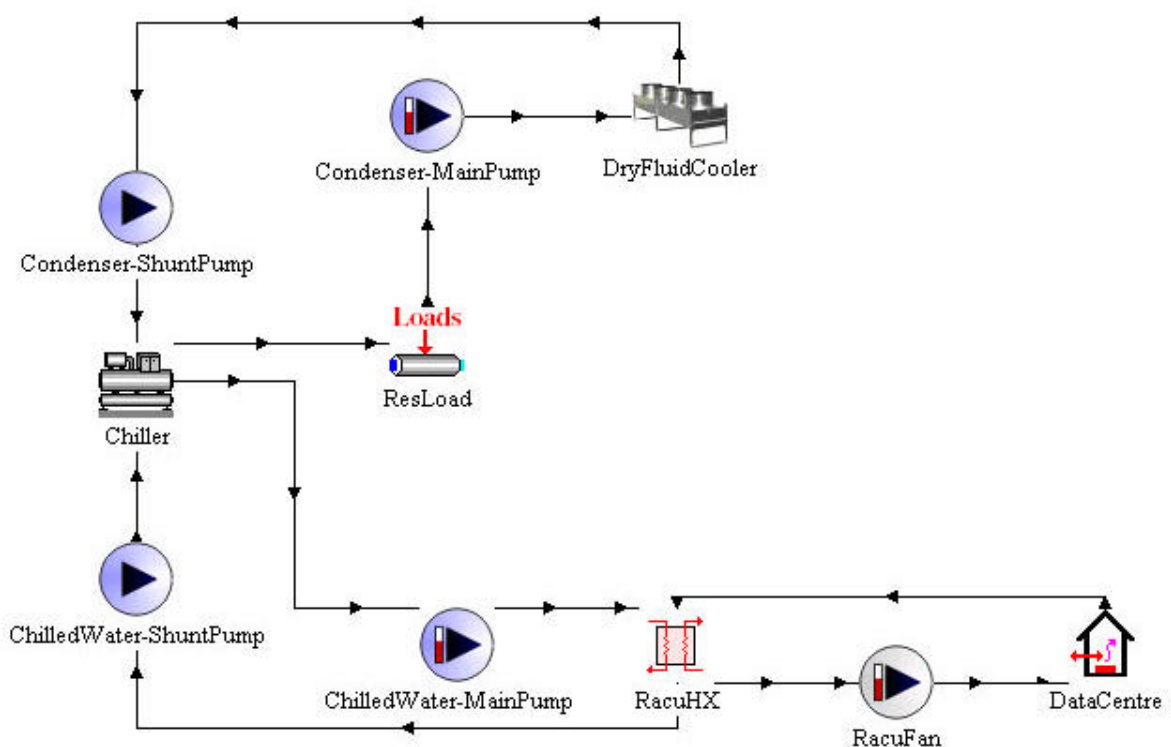 Condenser-MainPump
DryFluidCooler
Condenser-ShuntPump
Loads
ResLoad
Chiller
ChilledWater-ShuntPump
ChilledWater-MainPump
RacuHX
RacuFan
DataCentre